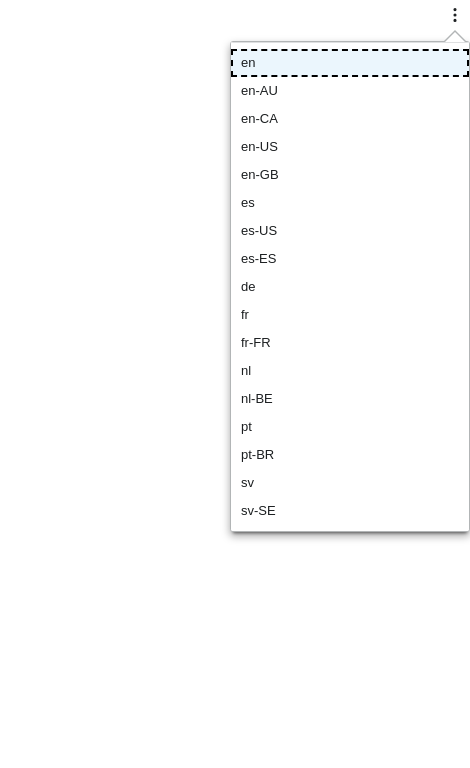 en
en-AU
en-CA
en-US
en-GB
es
es-US
es-ES
de
fr
fr-FR
nl
nl-BE
pt
pt-BR
sv
sv-SE